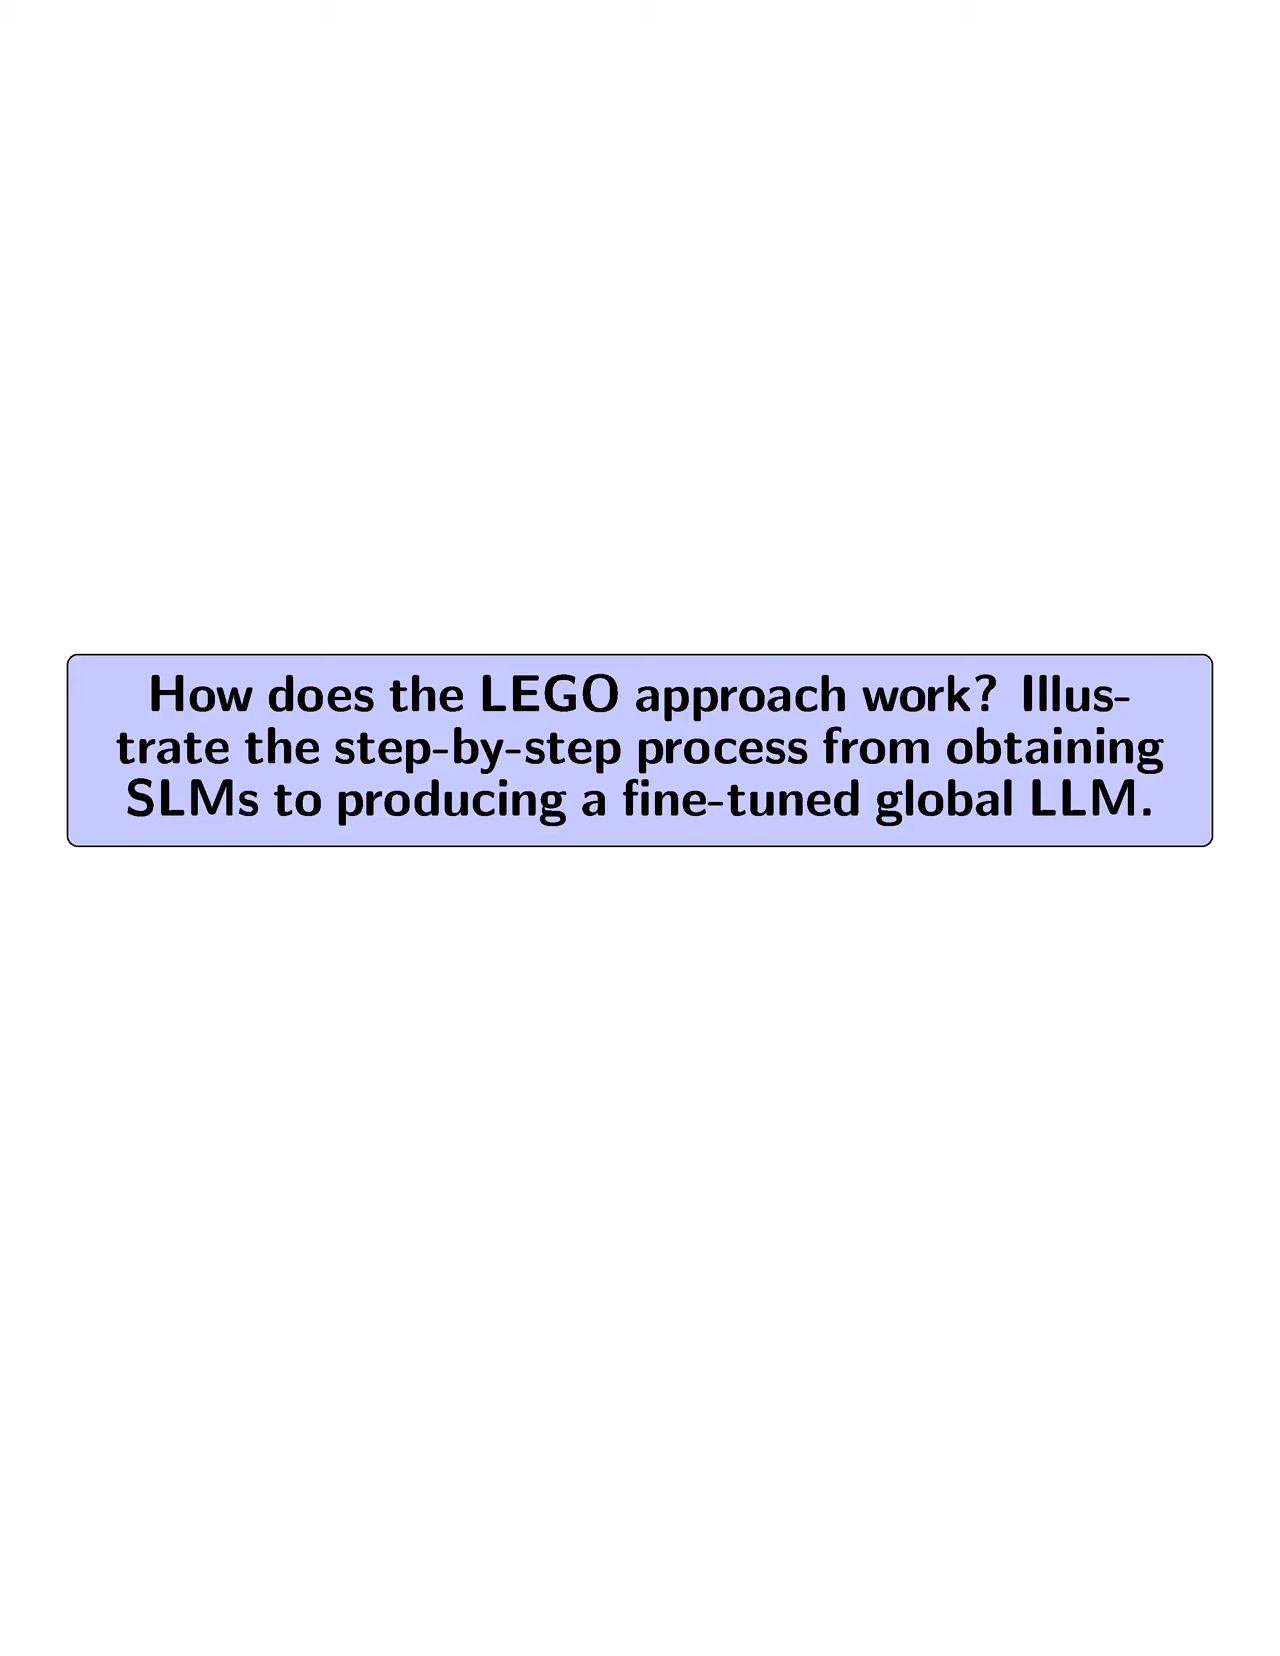 How does the LEGO approach work? Illus-
trate the step-by-step process from obtaining
SLMs to producing a fine-tuned global LLM.